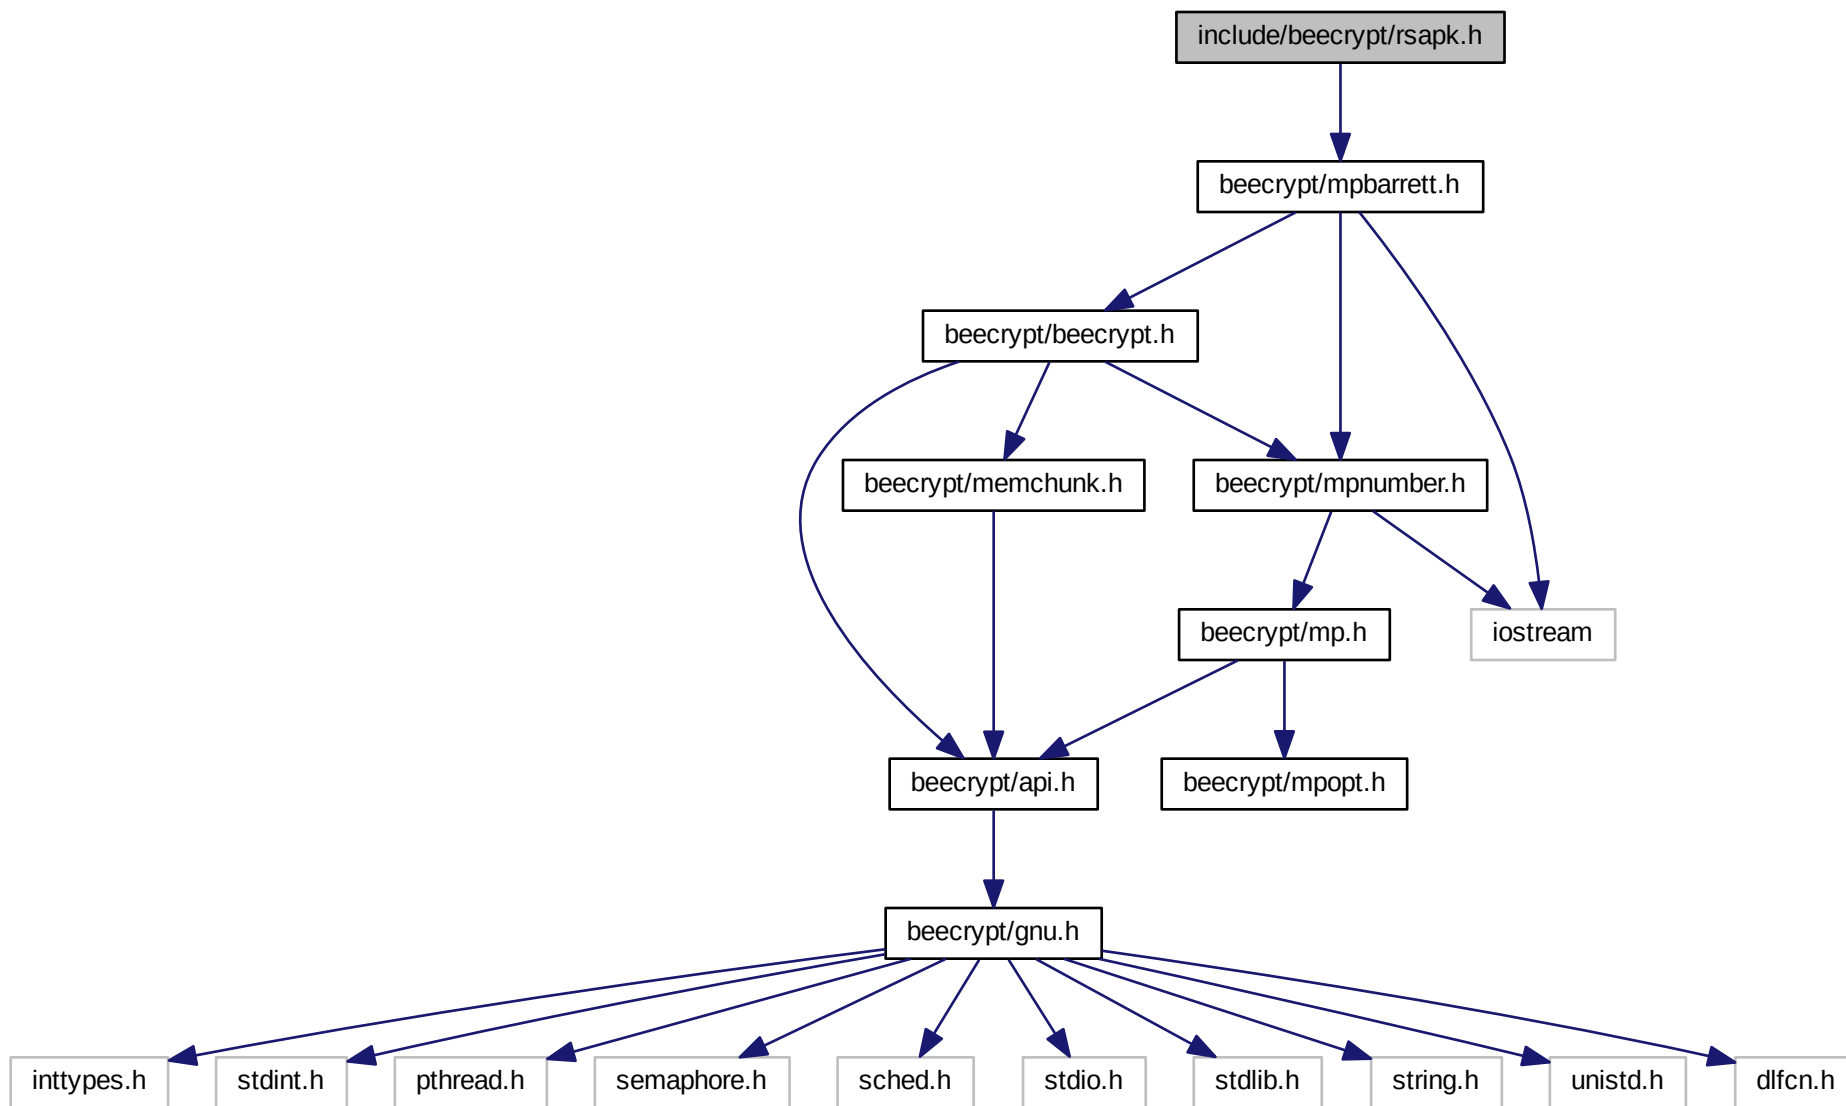 include/beecrypt/rsapk.h
beecrypt/mpbarrett.h
beecrypt/beecrypt.h
beecrypt/memchunk.h
beecrypt/mpnumber.h
beecrypt/mp.h
iostream
beecrypt/api.h
beecrypt/mpopt.h
beecrypt/gnu.h
inttypes.h
stdint.h
pthread.h
semaphore.h
sched.h
stdio.h
stdlib.h
string.h
unistd.h
dlfcn.h